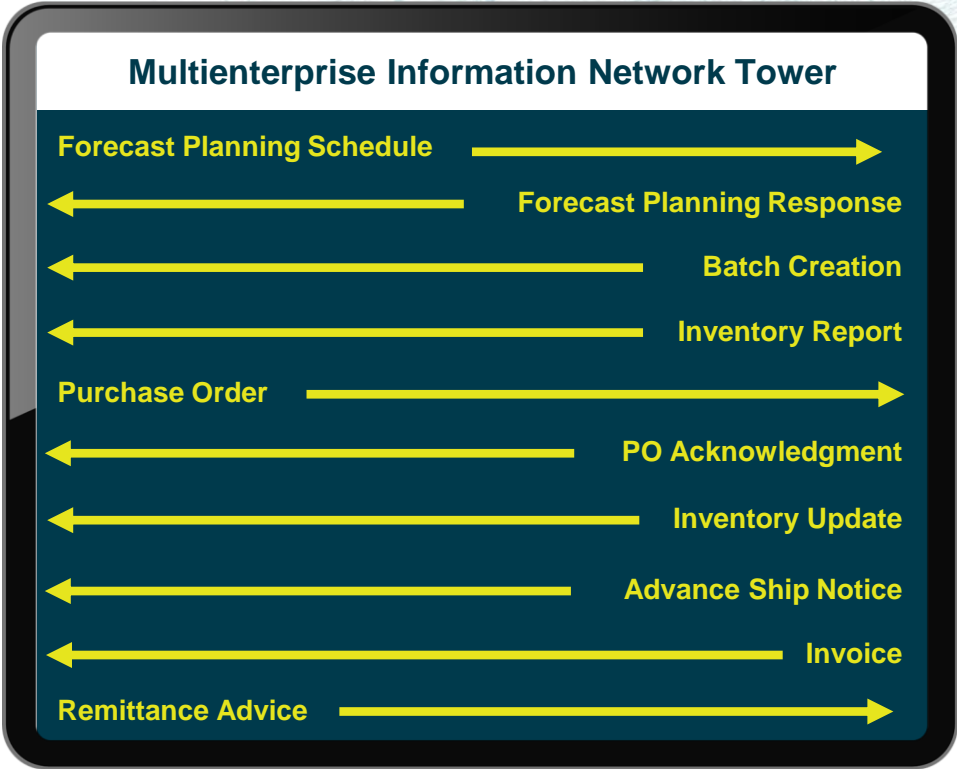 Multienterprise Information Network Tower
Forecast Planning Schedule
Forecast Planning Response
Batch Creation
Inventory Report
Purchase Order
PO Acknowledgment
Inventory Update
Advance Ship Notice
Invoice
Remittance Advice